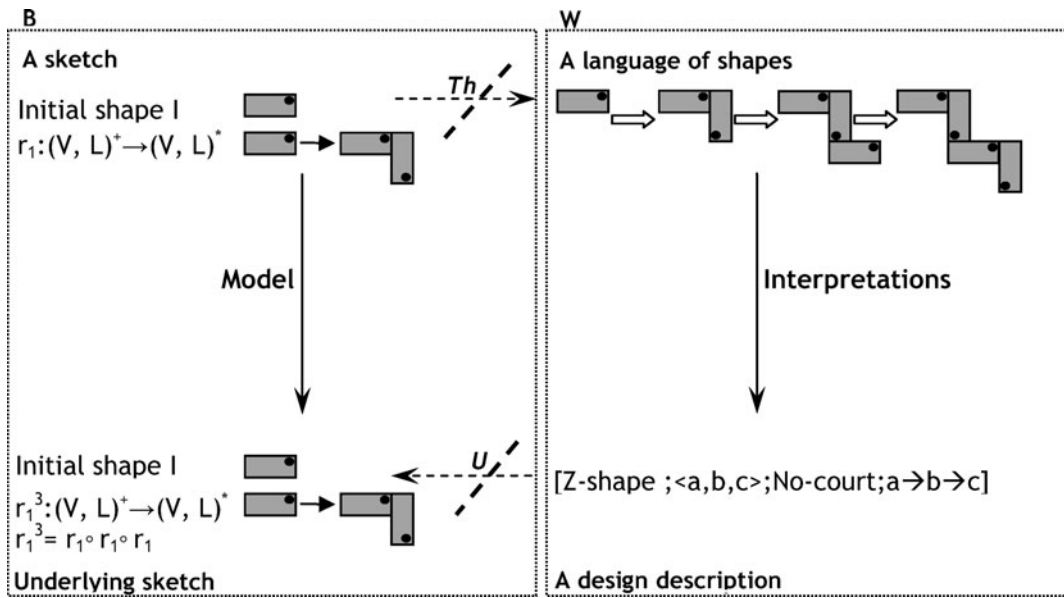 B
A sketch
Initial shape I
r₁:(V, L)⁺→(V, L)*
Th
Model
Initial shape I
r₁³:(V, L)⁺→(V, L)*
r₁³= r₁∘ r₁∘ r₁
U
Underlying sketch
W
A language of shapes
Interpretations
[Z-shape ;<a,b,c>;No-court;a→b→c]
A design description